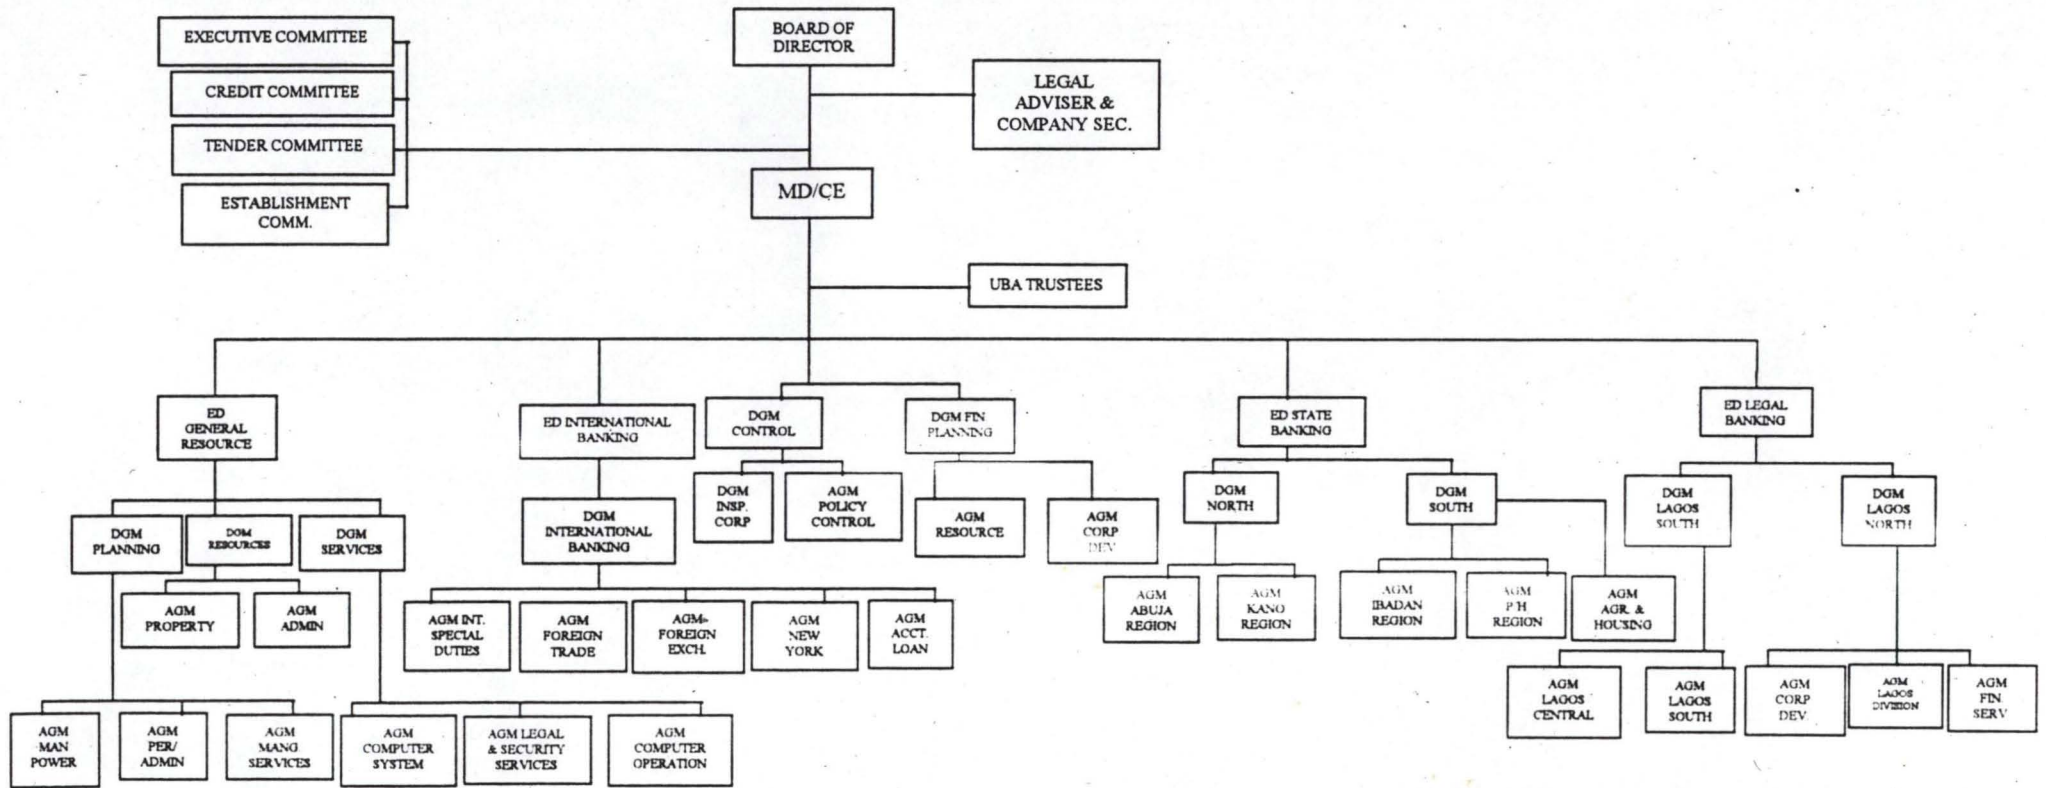 EXECUTIVE COMMITTEE
CREDIT COMMITTEE
TENDER COMMITTEE
ESTABLISHMENT
COMM.
BOARD OF
DIRECTOR
LEGAL
ADVISER &
COMPANY SEC.
MD/CE
UBA TRUSTEES
ED
GENERAL
RESOURCE
ED INTERNATIONAL
BANKING
DGM
CONTROL
DGM FIN
PLANNING
ED STATE
BANKING
ED LEGAL
BANKING
DGM
PLANNING
DGM
RESOURCES
DGM
SERVICES
DGM
INTERNATIONAL
BANKING
DGM
INSP.
CORP
AGM
POLICY
CONTROL
AGM
RESOURCE
AGM
CORP
DEV
DGM
NORTH
DGM
SOUTH
DGM
LAGOS
SOUTH
DGM
LAGOS
NORTH
AGM
PROPERTY
AGM
ADMIN
AGM INT.
SPECIAL
DUTIES
AGM
FOREIGN
TRADE
AGM-
FOREIGN
EXCH.
AGM
NEW
YORK
AGM
ACCT.
LOAN
AGM
ABUJA
REGION
AGM
KANO
REGION
AGM
IBADAN
REGION
AGM
P/H
REGION
AGM
AGR. &
HOUSING
AGM
LAGOS
CENTRAL
AGM
LAGOS
SOUTH
AGM
CORP
DEV.
AGM
LAGOS
DIVISION
AGM
FIN
SERV
AGM
MAN
POWER
AGM
PER/
ADMIN
AGM
MANG
SERVICES
AGM
COMPUTER
SYSTEM
AGM LEGAL
& SECURITY
SERVICES
AGM
COMPUTER
OPERATION